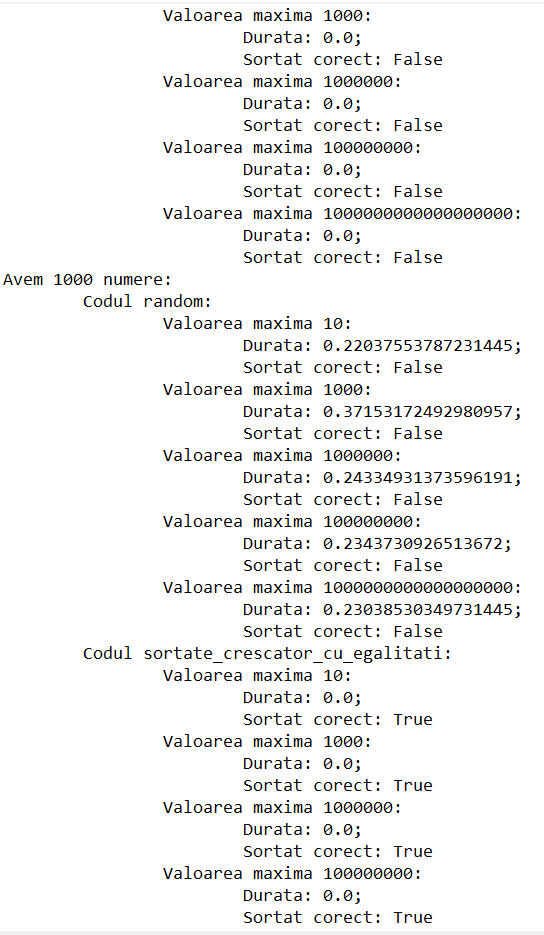 Valoarea maxima 1000:
Durata: 0.0;
Sortat corect: False
Valoarea maxima 1000000:
Durata: 0.0;
Sortat corect: False
Valoarea maxima 100000000:
Durata: 0.0;
Sortat corect: False
Valoarea maxima 1000000000000000000:
Durata: 0.0;
Sortat corect: False
Avem 1000 numere:
Codul random:
Valoarea maxima 10:
Durata: 0.22037553787231445;
Sortat corect: False
Valoarea maxima 1000:
Durata: 0.37153172492980957;
Sortat corect: False
Valoarea maxima 1000000:
Durata: 0.24334931373596191;
Sortat corect: False
Valoarea maxima 100000000:
Durata: 0.2343730926513672;
Sortat corect: False
Valoarea maxima 1000000000000000000:
Durata: 0.23038530349731445;
Sortat corect: False
Codul sortate_crescator_cu_egalitati:
Valoarea maxima 10:
Durata: 0.0;
Sortat corect: True
Valoarea maxima 1000:
Durata: 0.0;
Sortat corect: True
Valoarea maxima 1000000:
Durata: 0.0;
Sortat corect: True
Valoarea maxima 100000000:
Durata: 0.0;
Sortat corect: True